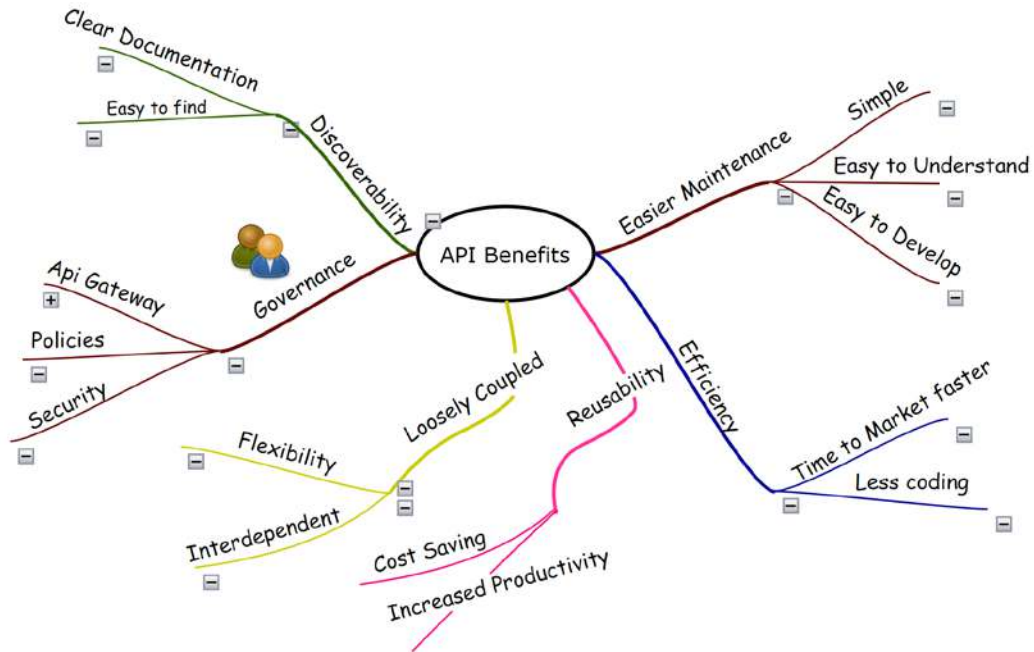 API Benefits
Discoverability
Clear Documentation
Easy to find
Governance
Api Gateway
Policies
Security
Loosely Coupled
Flexibility
Interdependent
Reusability
Cost Saving
Increased Productivity
Efficiency
Time to Market faster
Less coding
Easier Maintenance
Simple
Easy to Understand
Easy to Develop